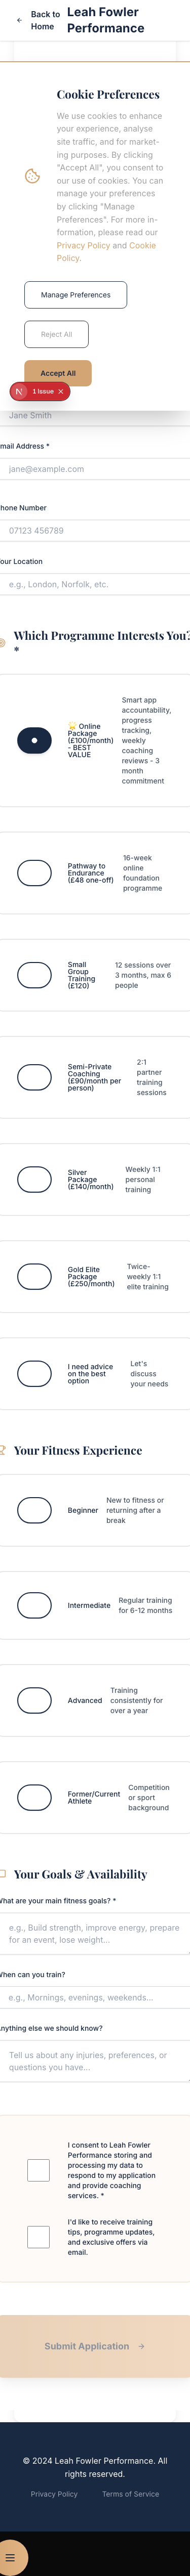 Back to
Home
Leah Fowler
Performance
Cookie Preferences
We use cookies to enhance
your experience, analyse
site traffic, and for market-
ing purposes. By clicking
"Accept All", you consent to
our use of cookies. You can
manage your preferences
by clicking "Manage
Preferences". For more in-
formation, please read our
Privacy Policy and Cookie
Policy.
Manage Preferences
Reject All
Accept All
N 1 Issue
Jane Smith
mail Address *
jane@example.com
hone Number
07123 456789
our Location
e.g., London, Norfolk, etc.
Which Programme Interests You?
*
🏆 Online
Package
(£100/month)
- BEST
VALUE
Smart app
accountability,
progress
tracking,
weekly
coaching
reviews - 3
month
commitment
Pathway to
Endurance
(£48 one-off)
16-week
online
foundation
programme
Small
Group
Training
(£120)
12 sessions over
3 months, max 6
people
Semi-Private
Coaching
(£90/month per
person)
2:1
partner
training
sessions
Silver
Package
(£140/month)
Weekly 1:1
personal
training
Gold Elite
Package
(£250/month)
Twice-
weekly 1:1
elite training
I need advice
on the best
option
Let's
discuss
your needs
Your Fitness Experience
Beginner
New to fitness or
returning after a
break
Intermediate
Regular training
for 6-12 months
Advanced
Training
consistently for
over a year
Former/Current
Athlete
Competition
or sport
background
Your Goals & Availability
What are your main fitness goals? *
e.g., Build strength, improve energy, prepare
for an event, lose weight...
When can you train?
e.g., Mornings, evenings, weekends...
nything else we should know?
Tell us about any injuries, preferences, or
questions you have...
I consent to Leah Fowler
Performance storing and
processing my data to
respond to my application
and provide coaching
services. *
I'd like to receive training
tips, programme updates,
and exclusive offers via
email.
Submit Application
© 2024 Leah Fowler Performance. All
rights reserved.
Privacy Policy
Terms of Service